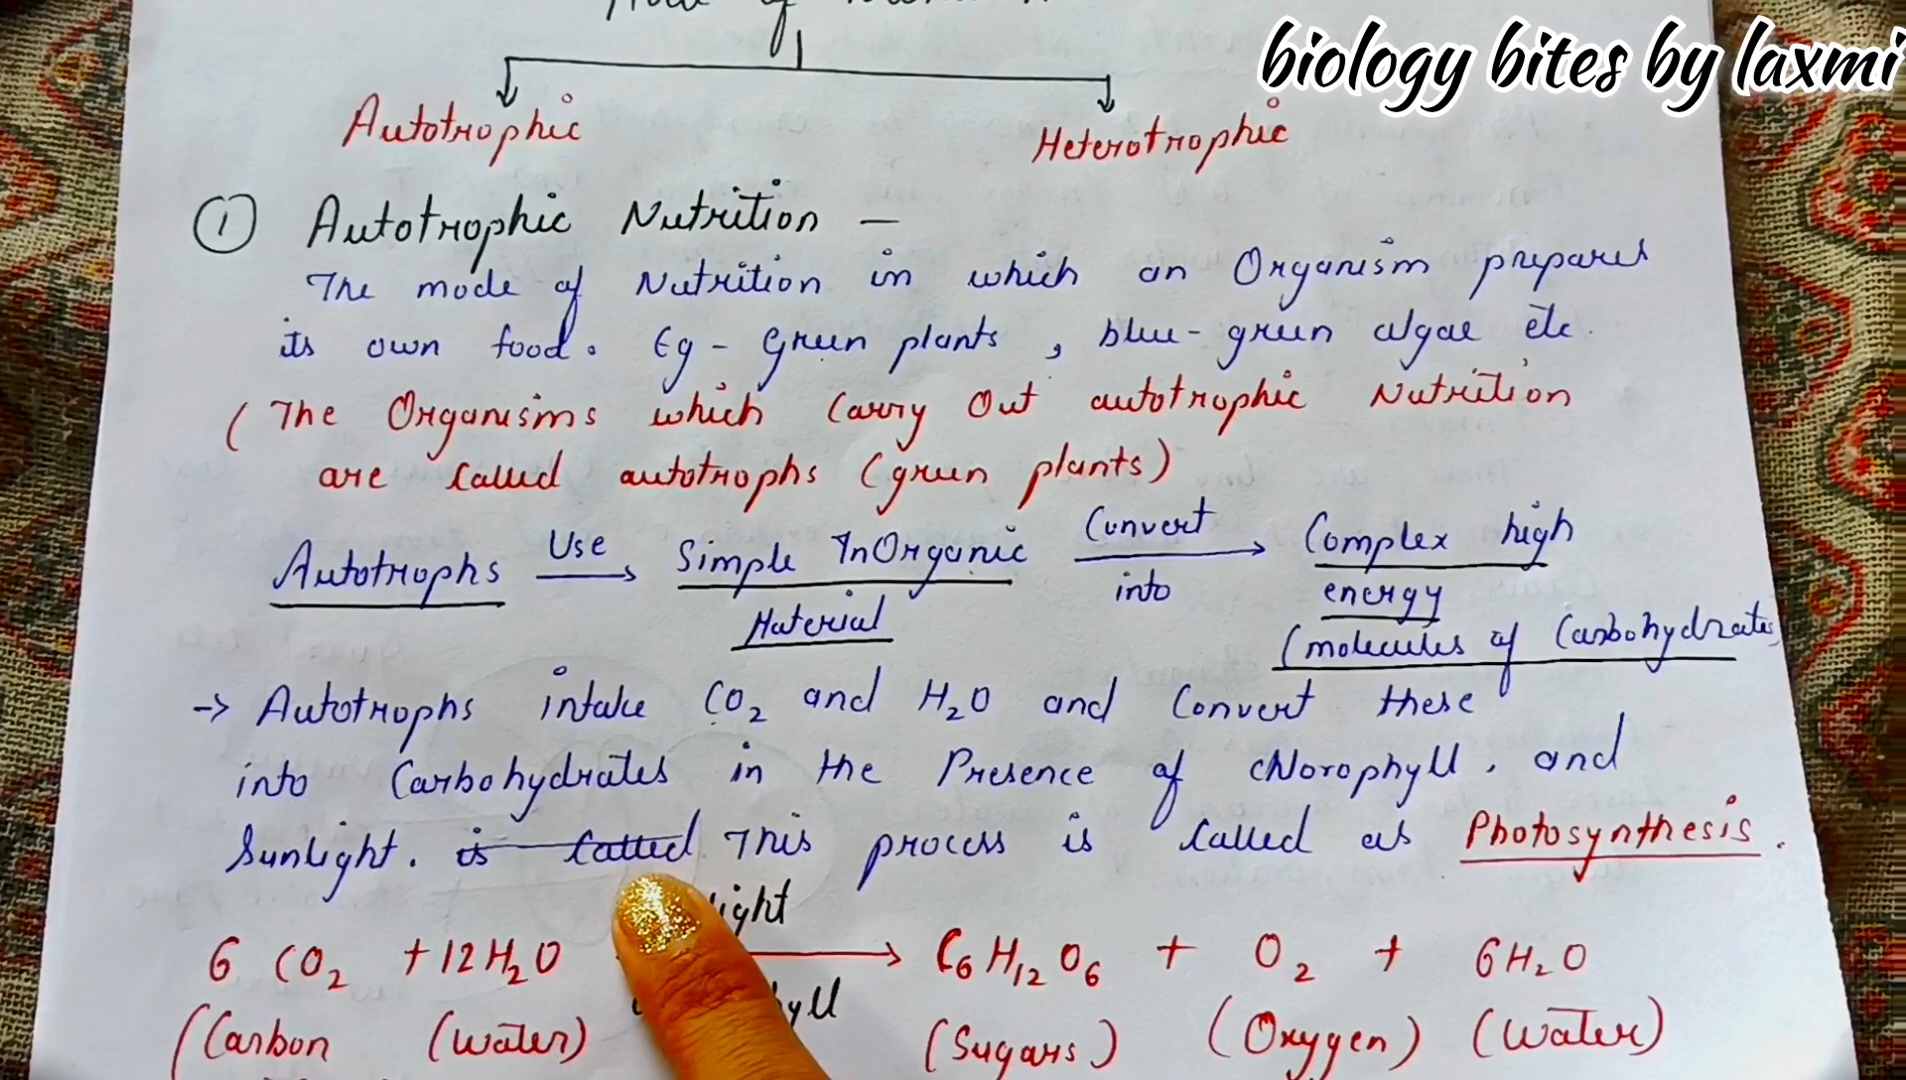 biology bites by laxmi
Autotrophic Heterotrophic
① Autotrophic Nutrition —
The mode of Nutrition in which an Organism prepares
its own food. Eg - Green plants, blue-green algae etc.
(The Organisms which Carry Out autotrophic Nutrition
are Called autotrophs (green plants)
Autotrophs Use → Simple InOrganic Convert → Complex high
into energy
Material (molecules of Carbohydrates
→ Autotrophs intake CO₂ and H₂O and Convert these
into Carbohydrates in the Presence of chlorophyll, and
Sunlight. is called This process is Called as Photosynthesis.
ight
6 CO₂ + 12H₂O → C₆H₁₂O₆ + O₂ + 6H₂O
yll
(Carbon (Water) (Sugars) (Oxygen) (Water)